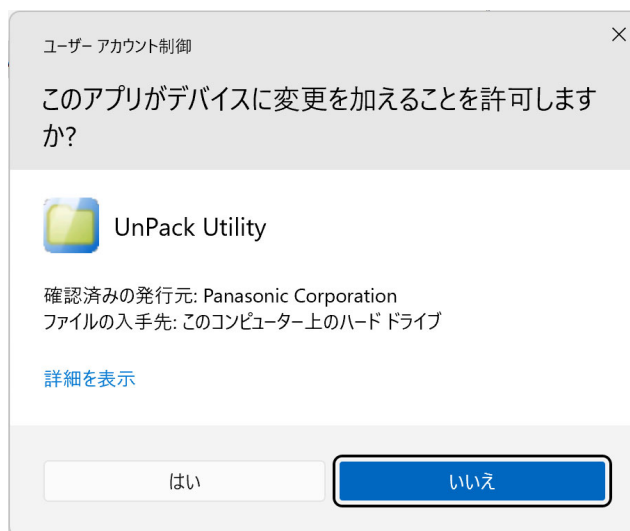 ユーザー アカウント制御
このアプリがデバイスに変更を加えることを許可します
か?
UnPack Utility
確認済みの発行元: Panasonic Corporation
ファイルの入手先: このコンピューター上のハード ドライブ
詳細を表示
はい
いいえ